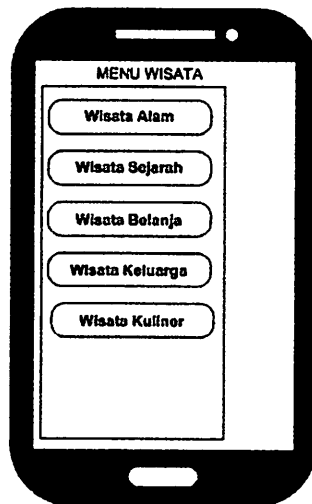 MENU WISATA
Wisata Alam
Wisata Sejarah
Wisata Belanja
Wisata Keluarga
Wisata Kuliner